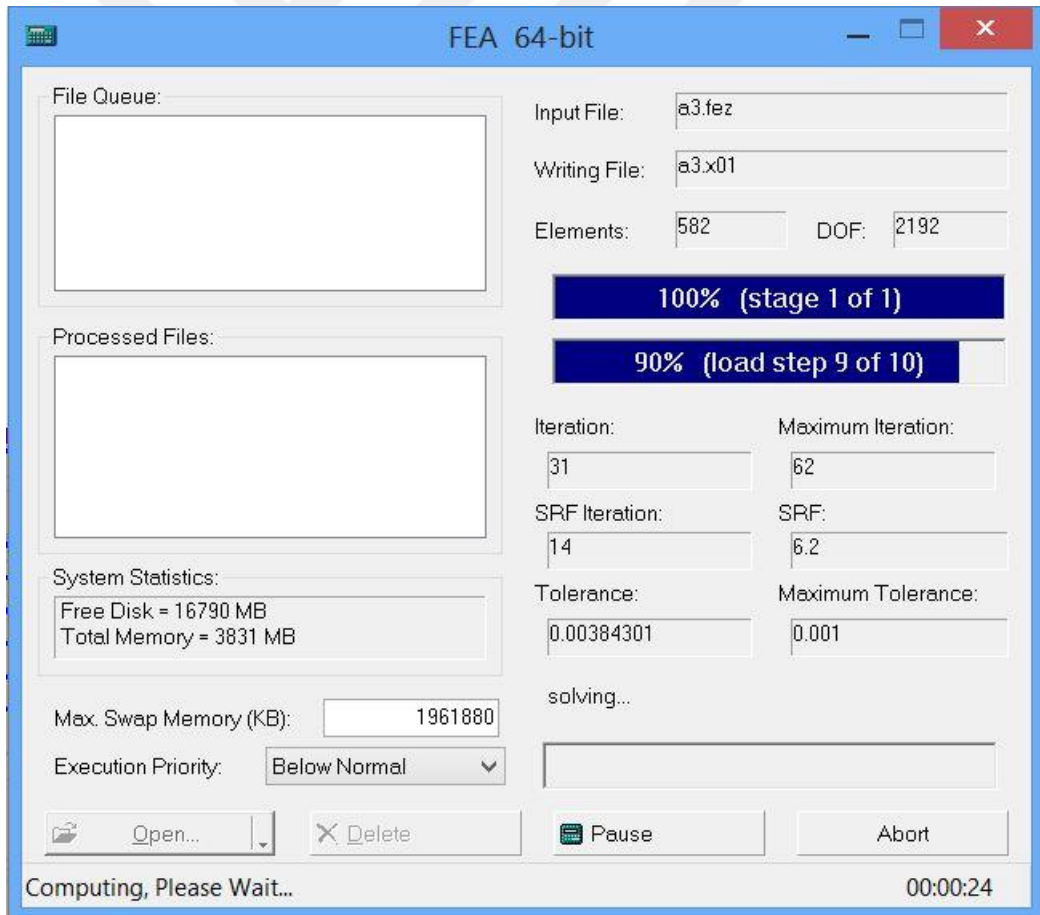 FEA 64-bit
File Queue:
Processed Files:
System Statistics:
Free Disk = 16790 MB
Total Memory = 3831 MB
Max. Swap Memory (KB): 1961880
Execution Priority: Below Normal
Input File: a3.fez
Writing File: a3.x01
Elements: 582 DOF: 2192
100% (stage 1 of 1)
90% (load step 9 of 10)
Iteration: Maximum Iteration:
31 62
SRF Iteration: SRF:
14 6.2
Tolerance: Maximum Tolerance:
0.00384301 0.001
solving...
Open... Delete Pause Abort
Computing, Please Wait... 00:00:24